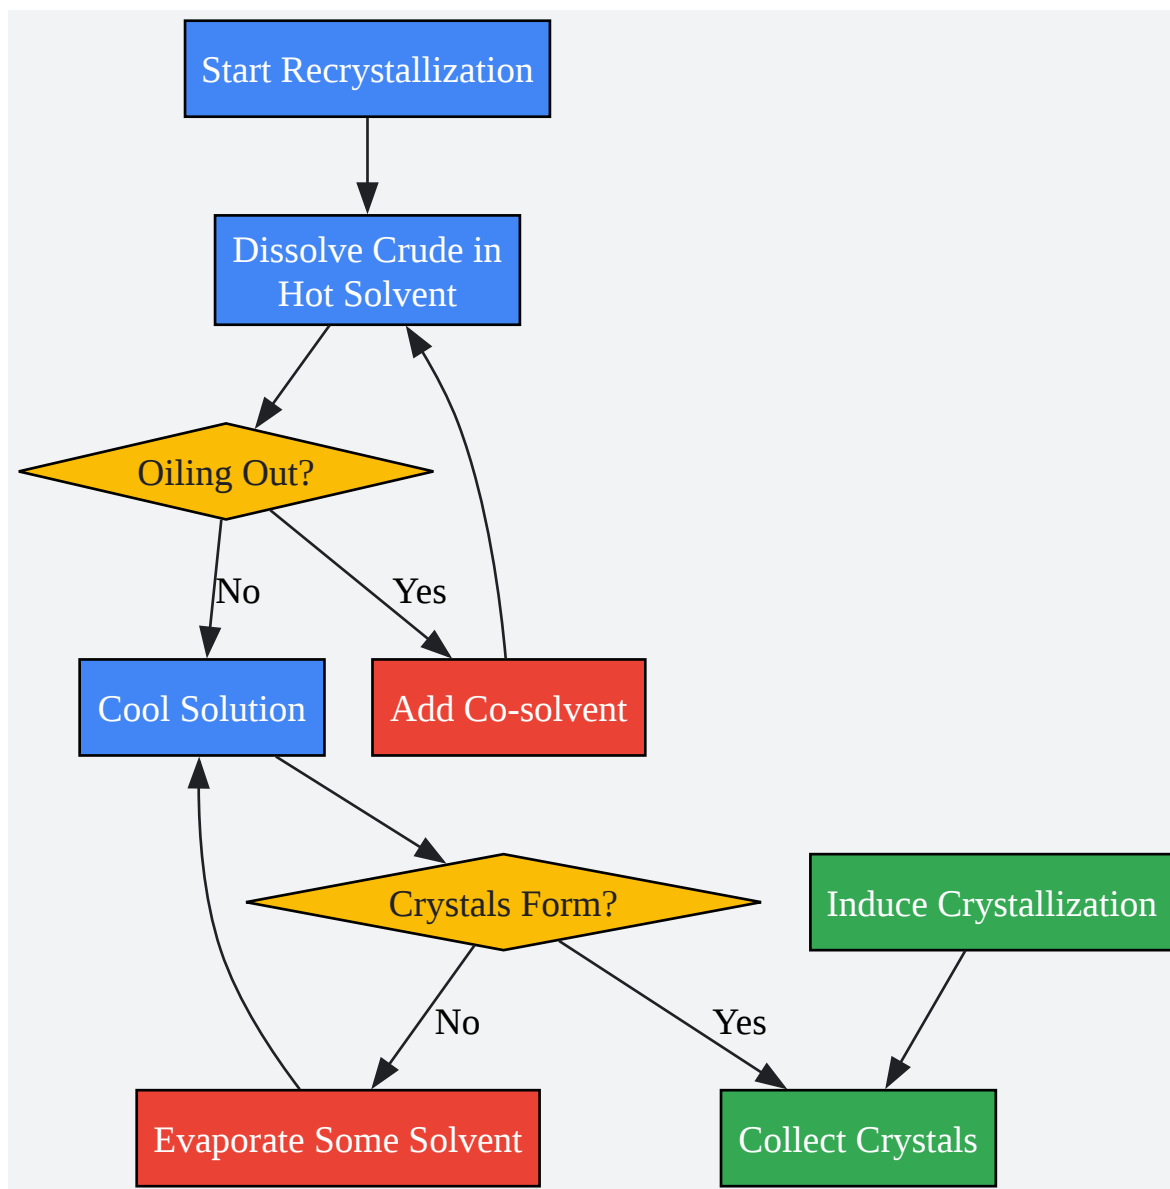 Start Recrystallization
Dissolve Crude in
Hot Solvent
Oiling Out?
No
Yes
Cool Solution
Add Co-solvent
Crystals Form?
Induce Crystallization
No
Yes
Evaporate Some Solvent
Collect Crystals